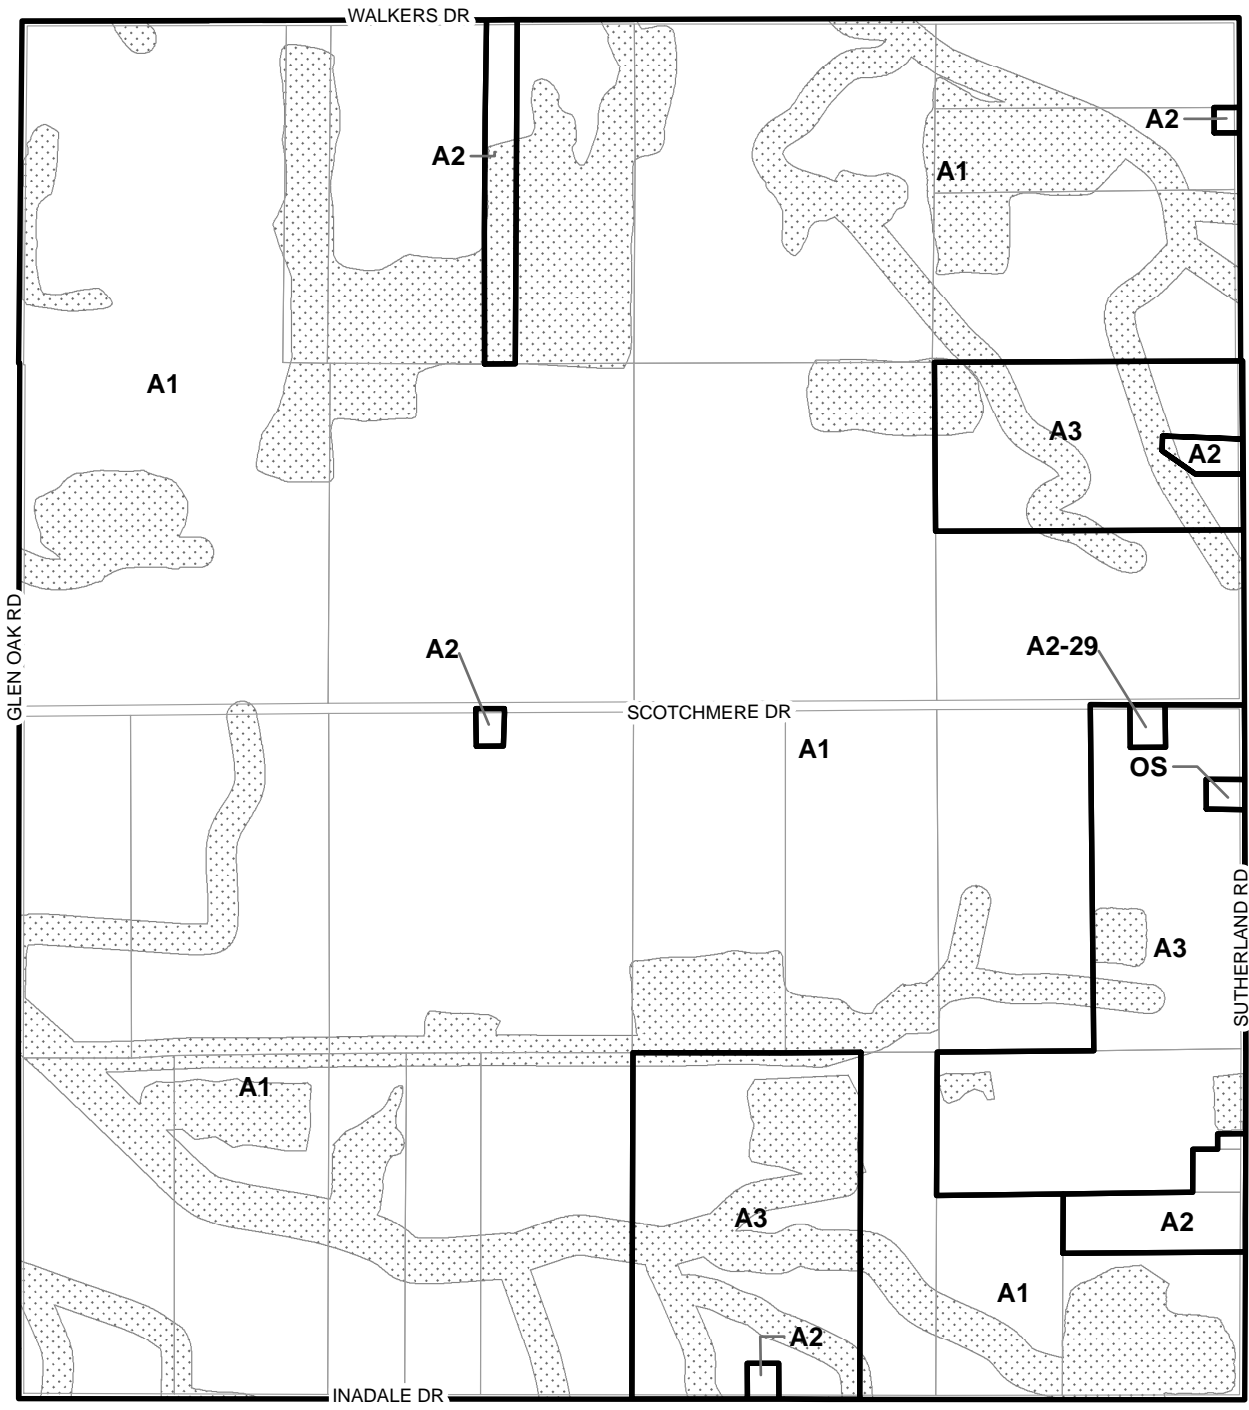 WALKERS DR
A2
A2
A1
A1
A3
A2
GLEN OAK RD
A2
A2-29
SCOTCHMERE DR
A1
OS
SUTHERLAND RD
A3
A1
A3
A2
A1
A2
INADALE DR